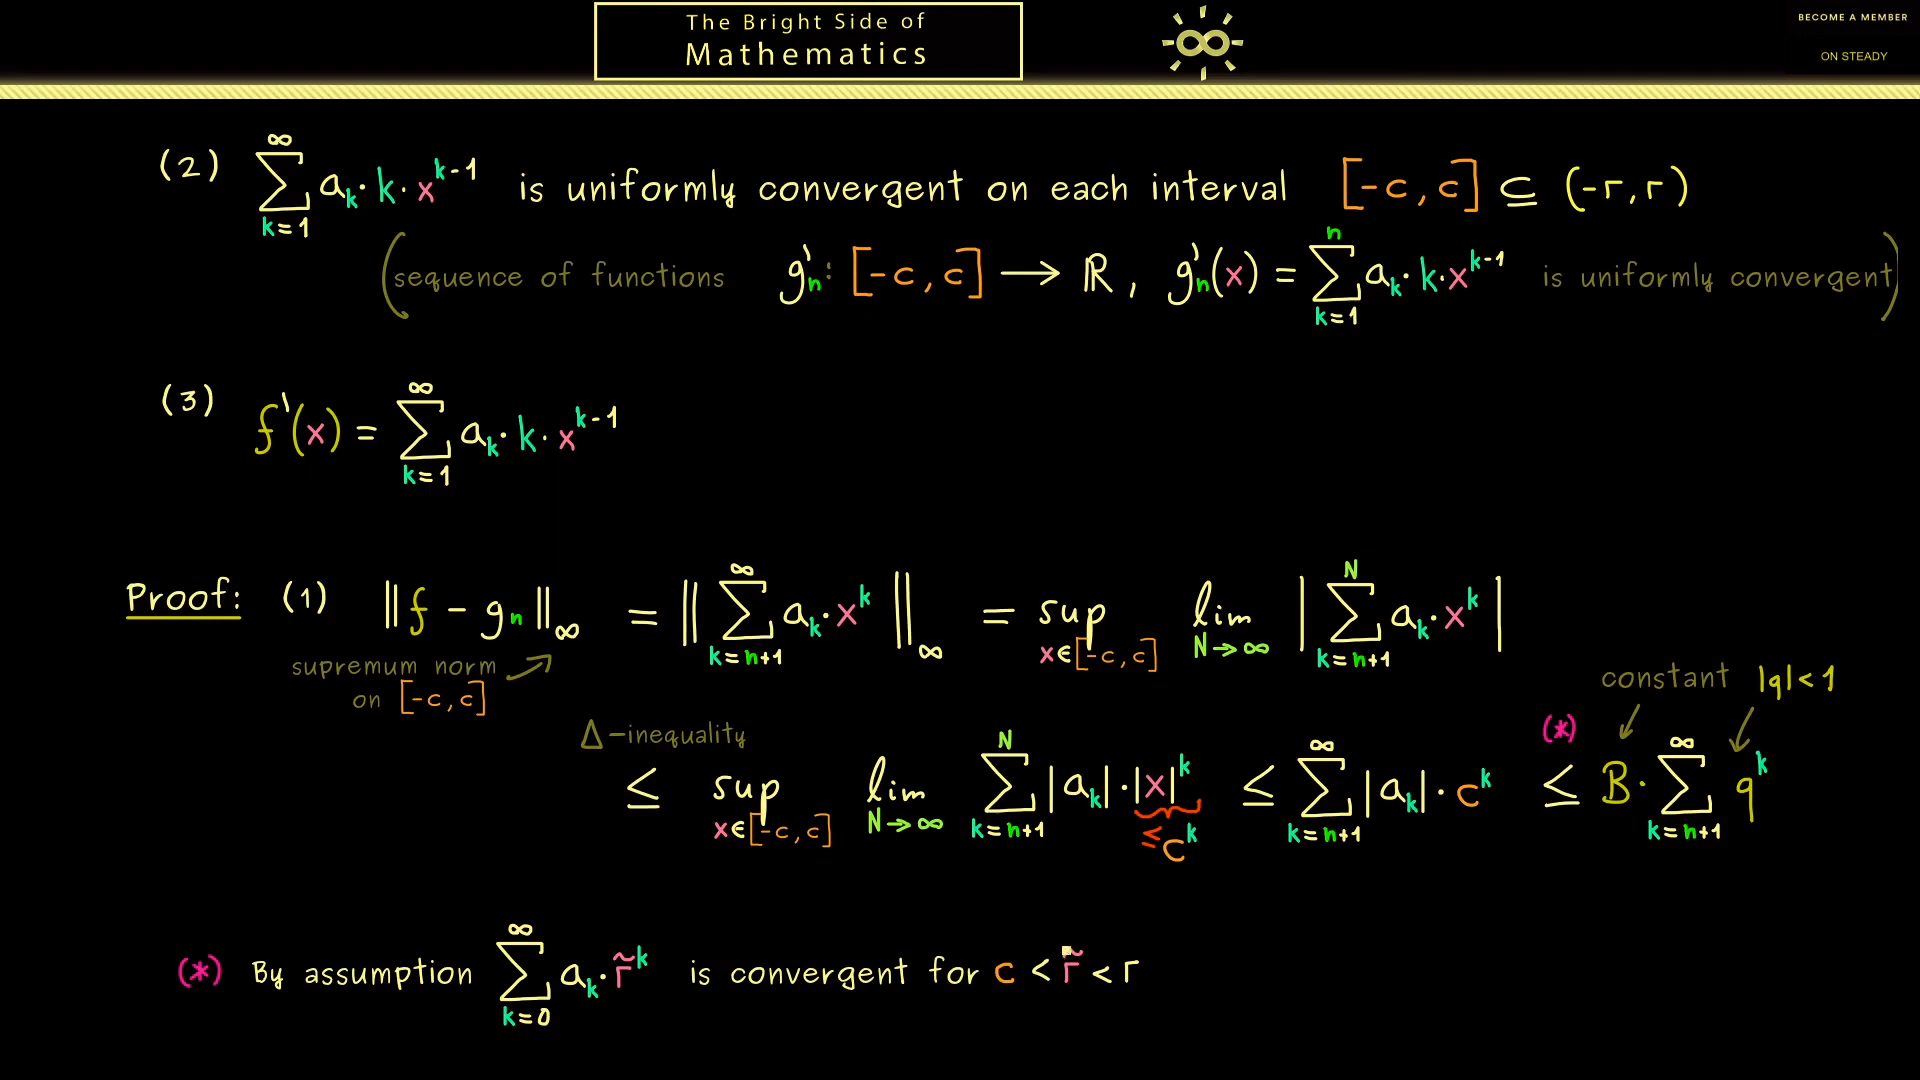 The Bright Side of
Mathematics
BECOME A MEMBER
ON STEADY
(2) ∑_{k=1}^{∞} a_k · k · x^{k-1} is uniformly convergent on each interval [-c, c] ⊆ (-r, r)
(sequence of functions g_n': [-c, c] ⟶ ℝ, g_n'(x) = ∑_{k=1}^{n} a_k · k · x^{k-1} is uniformly convergent)
(3) f'(x) = ∑_{k=1}^{∞} a_k · k · x^{k-1}
Proof: (1) ‖f - g_n‖_∞ = ‖∑_{k=n+1}^{∞} a_k · x^k‖_∞ = sup_{x∈[-c, c]} lim_{N→∞} |∑_{k=n+1}^{N} a_k · x^k|
supremum norm
on [-c, c]
constant |q| < 1
Δ-inequality (*)
≤ sup_{x∈[-c, c]} lim_{N→∞} ∑_{k=n+1}^{N} |a_k| · |x|^k ≤ ∑_{k=n+1}^{∞} |a_k| · c^k ≤ B · ∑_{k=n+1}^{∞} q^k
≤ c^k
(*) By assumption ∑_{k=0}^{∞} a_k · r̃^k is convergent for c < r̃ < r